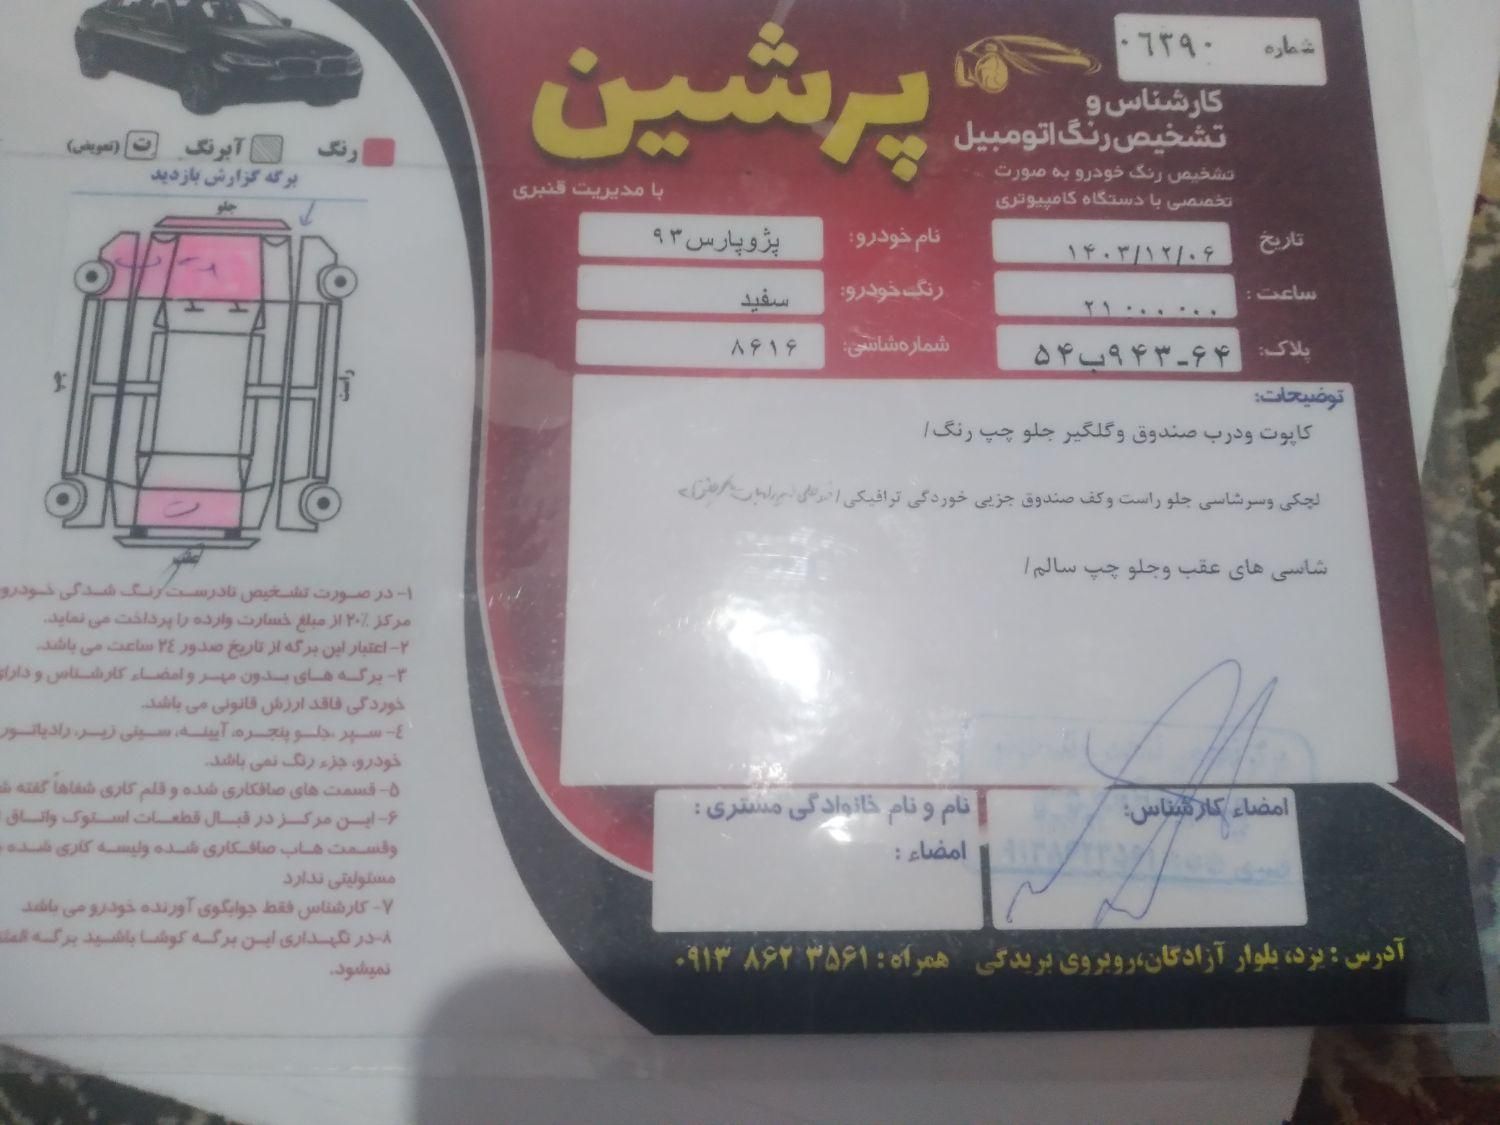 شماره ۰۶۳۹۰
پرشین
با مدیریت قنبری
کارشناس و
تشخیص رنگ اتومبیل
تشخیص رنگ خودرو به صورت
تخصصی با دستگاه کامپیوتری
تاریخ ۱۴۰۳/۱۲/۰۶
نام خودرو: پژوپارس ۹۳
ساعت : ۲۱:۰۰:۰۰
رنگ خودرو: سفید
پلاک: ۶۴-۹۴۳ب۵۴
شماره شاسی: ۸۶۱۶
توضیحات:
کاپوت ودرب صندوق وگلگیر جلو چپ رنگ/
لچکی وسرشاسی جلو راست وکف صندوق جزیی خوردگی ترافیکی/
شاسی های عقب وجلو چپ سالم/
امضاء کارشناس:
نام و نام خانوادگی مشتری :
امضاء :
آدرس : یزد، بلوار آزادگان،روبروی بریدگی همراه : ۰۹۱۳ ۸۶۲ ۳۵۶۱
رنگ آبرنگ ت (تعویض)
برگه گزارش بازدید
جلو
چپ
راست
ت
ت
عقب
۱- در صورت تشخیص نادرست رنگ شدگی خودرو
مرکز ۲۰٪ از مبلغ خسارت وارده را پرداخت می نماید.
۲- اعتبار این برگه از تاریخ صدور ۲۴ ساعت می باشد.
۳- برگه های بدون مهر و امضاء کارشناس و دارای
خوردگی فاقد ارزش قانونی می باشد.
۴- سپر ،جلو پنجره، آیینه، سینی زیر، رادیاتور
خودرو، جزء رنگ نمی باشد.
۵- قسمت های صافکاری شده و قلم کاری شفاهاً گفته
۶- این مرکز در قبال قطعات استوک واتاق
وقسمت هاب صافکاری شده ولیسه کاری شده
مسئولیتی ندارد
۷- کارشناس فقط جوابگوی آورنده خودرو می باشد
۸-در نگهداری این برگه کوشا باشید برگه
نمیشود.